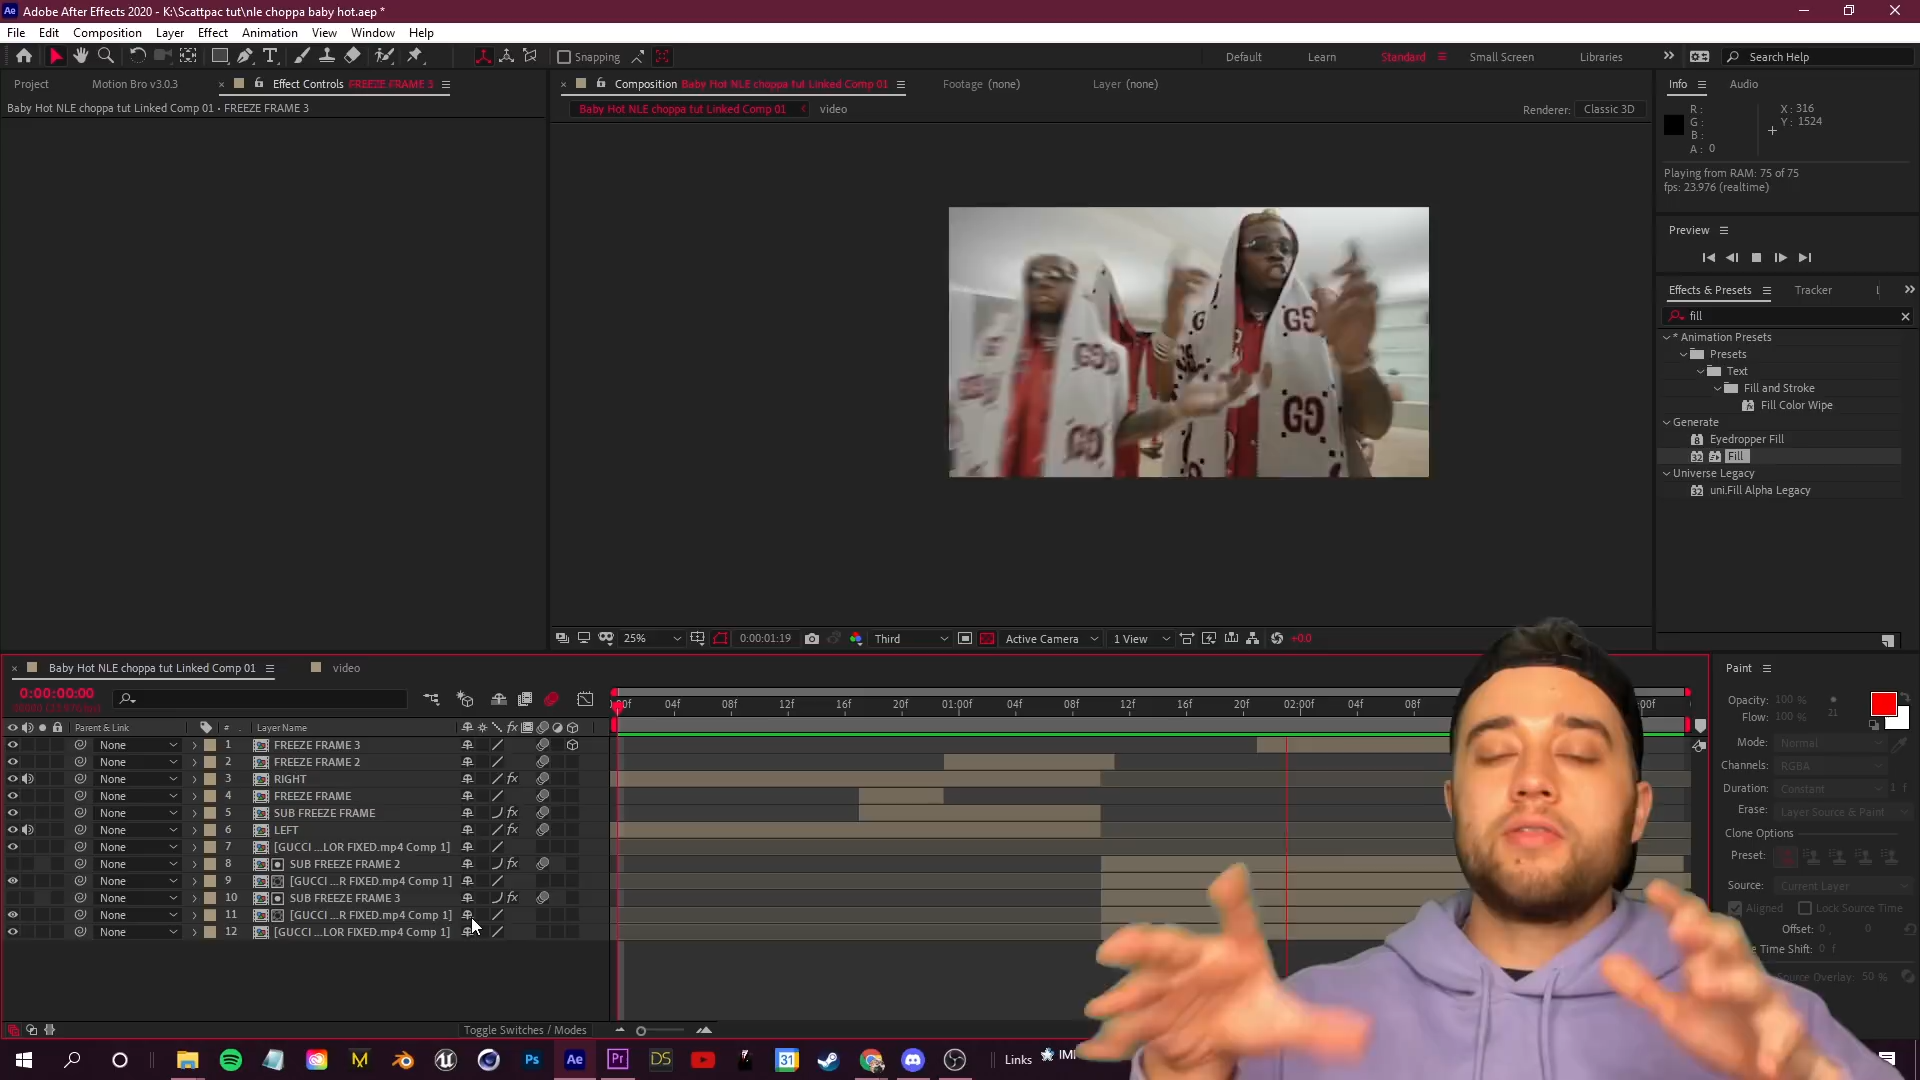 Adobe After Effects 2020 - K:\Scattpac tut\nle choppa baby hot.aep *
File Edit Composition Layer Effect Animation View Window Help
Snapping
Default Learn Standard Small Screen Libraries
Search Help
Project Motion Bro v3.0.3 Effect Controls FREEZE FRAME 3
Composition Baby Hot NLE choppa tut Linked Comp 01 Footage (none) Layer (none)
Info Audio
Baby Hot NLE choppa tut Linked Comp 01 • FREEZE FRAME 3
Baby Hot NLE choppa tut Linked Comp 01 video
Renderer: Classic 3D
R: X: 316
G: Y: 1524
B:
A: 0
Playing from RAM: 75 of 75
fps: 23.976 (realtime)
Preview
Effects & Presets Tracker
fill
* Animation Presets
Presets
Text
Fill and Stroke
Fill Color Wipe
Generate
Eyedropper Fill
Fill
Universe Legacy
uni.Fill Alpha Legacy
25% 0:00:01:19 Third Active Camera 1 View +0.0
Baby Hot NLE choppa tut Linked Comp 01 video
0:00:00:00
04f 08f 12f 16f 20f 01:00f 04f 08f 12f 16f 20f 02:00f 04f 08f
Parent & Link # Layer Name
None 1 FREEZE FRAME 3
None 2 FREEZE FRAME 2
None 3 RIGHT
None 4 FREEZE FRAME
None 5 SUB FREEZE FRAME
None 6 LEFT
None 7 [GUCCI ...LOR FIXED.mp4 Comp 1]
None 8 SUB FREEZE FRAME 2
None 9 [GUCCI ...R FIXED.mp4 Comp 1]
None 10 SUB FREEZE FRAME 3
None 11 [GUCCI ...R FIXED.mp4 Comp 1]
None 12 [GUCCI ...LOR FIXED.mp4 Comp 1]
Toggle Switches / Modes
Paint
Opacity: 100 %
Flow: 100 %
21
Mode: Normal
Channels: RGBA
Duration: Constant 1 f
Erase: Layer Source & Paint
Clone Options
Preset:
Source: Current Layer
Aligned Lock Source Time
Offset: 0 , 0
Time Shift: 0 f
Source Overlay: 50 %
Ps Ae Pr DS 31
Links